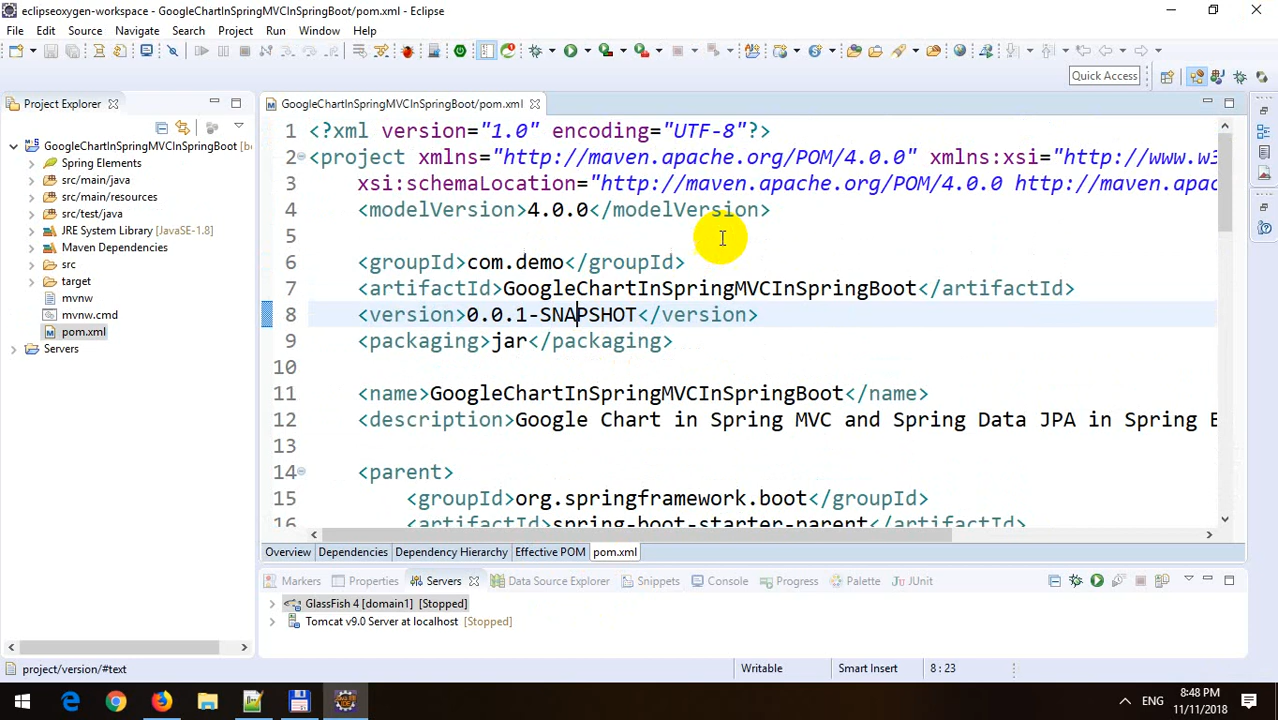 eclipseoxygen-workspace - GoogleChartInSpringMVCInSpringBoot/pom.xml - Eclipse
File Edit Source Navigate Search Project Run Window Help
Quick Access
Project Explorer
GoogleChartInSpringMVCInSpringBoot [b
Spring Elements
src/main/java
src/main/resources
src/test/java
JRE System Library [JavaSE-1.8]
Maven Dependencies
src
target
mvnw
mvnw.cmd
pom.xml
Servers
GoogleChartInSpringMVCInSpringBoot/pom.xml
1 <?xml version="1.0" encoding="UTF-8"?>
2 <project xmlns="http://maven.apache.org/POM/4.0.0" xmlns:xsi="http://www.w3
3 xsi:schemaLocation="http://maven.apache.org/POM/4.0.0 http://maven.apac
4 <modelVersion>4.0.0</modelVersion>
5
6 <groupId>com.demo</groupId>
7 <artifactId>GoogleChartInSpringMVCInSpringBoot</artifactId>
8 <version>0.0.1-SNAPSHOT</version>
9 <packaging>jar</packaging>
10
11 <name>GoogleChartInSpringMVCInSpringBoot</name>
12 <description>Google Chart in Spring MVC and Spring Data JPA in Spring B
13
14 <parent>
15 <groupId>org.springframework.boot</groupId>
16 <artifactId>spring-boot-starter-parent</artifactId>
Overview Dependencies Dependency Hierarchy Effective POM pom.xml
Markers Properties Servers Data Source Explorer Snippets Console Progress Palette JUnit
GlassFish 4 [domain1] [Stopped]
Tomcat v9.0 Server at localhost [Stopped]
project/version/#text Writable Smart Insert 8 : 23
ENG
8:48 PM
11/11/2018